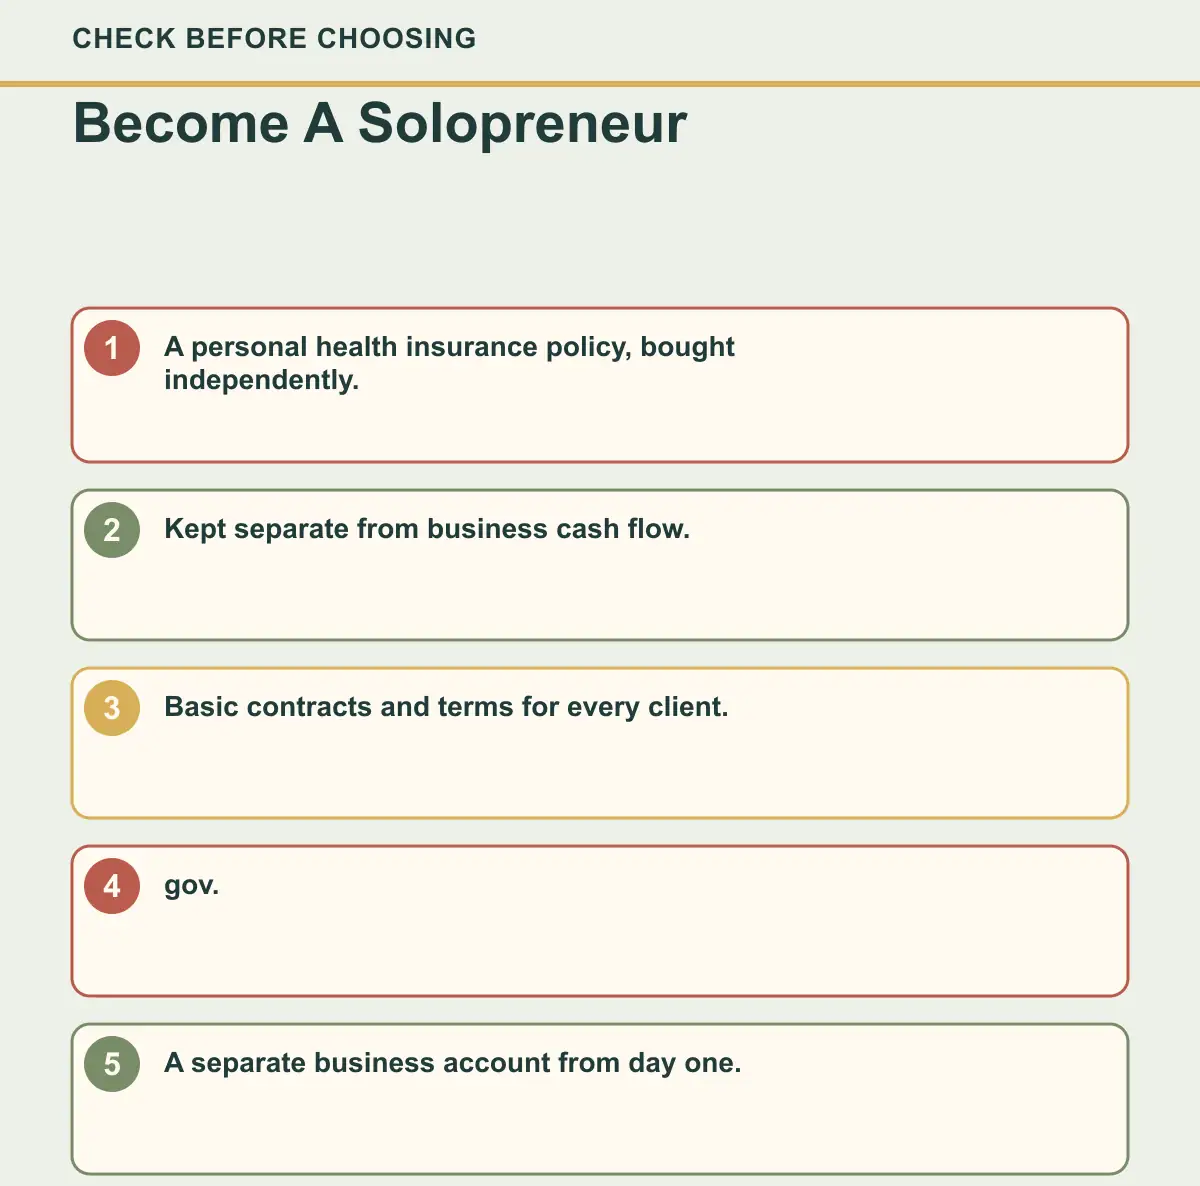 CHECK BEFORE CHOOSING
Become A Solopreneur
1
A personal health insurance policy, bought
independently.
2
Kept separate from business cash flow.
3
Basic contracts and terms for every client.
4
gov.
5
A separate business account from day one.